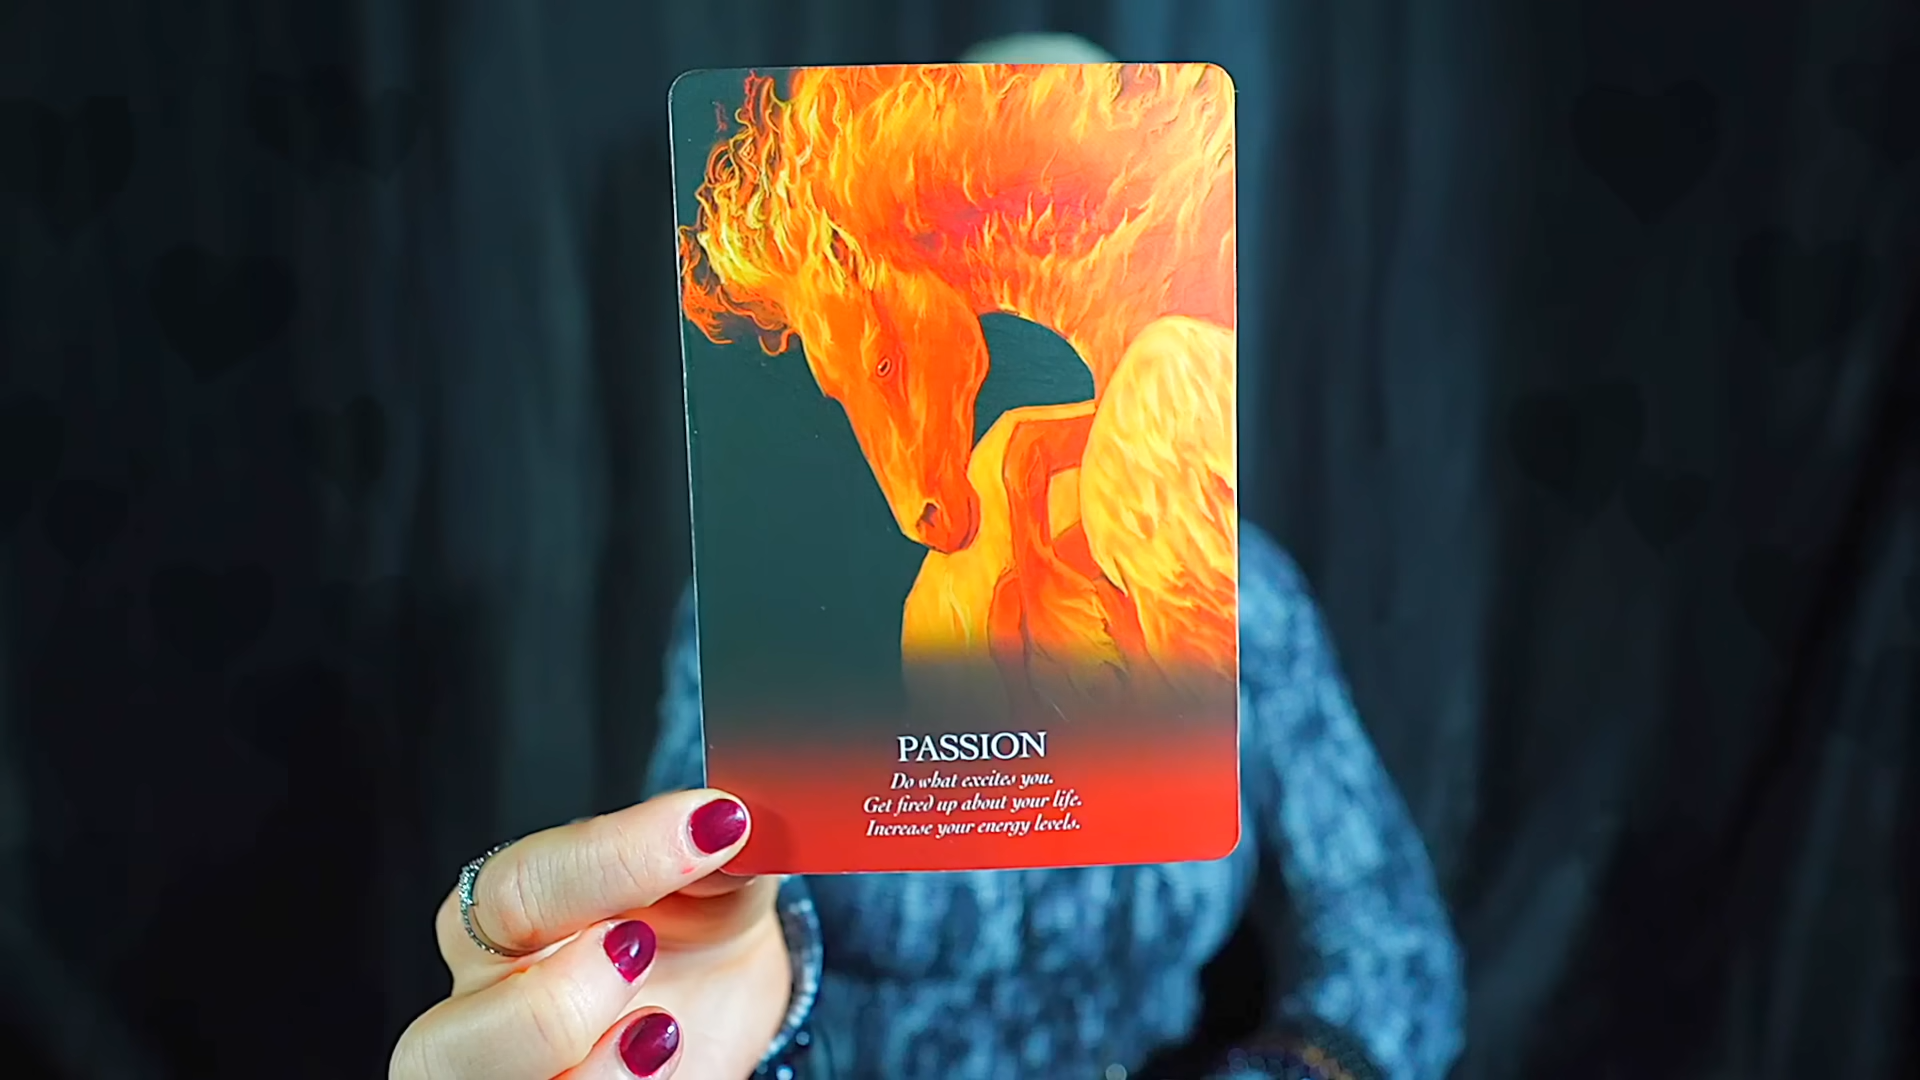 PASSION
Do what excites you.
Get fired up about your life.
Increase your energy levels.